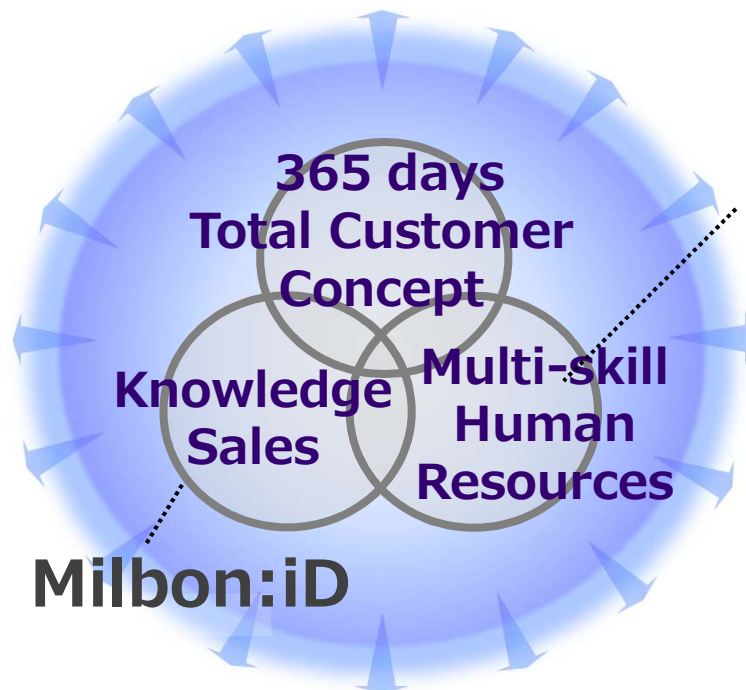 365 days
Total Customer
Concept
Knowledge
Sales
Multi-skill
Human
Resources
Milbon:iD